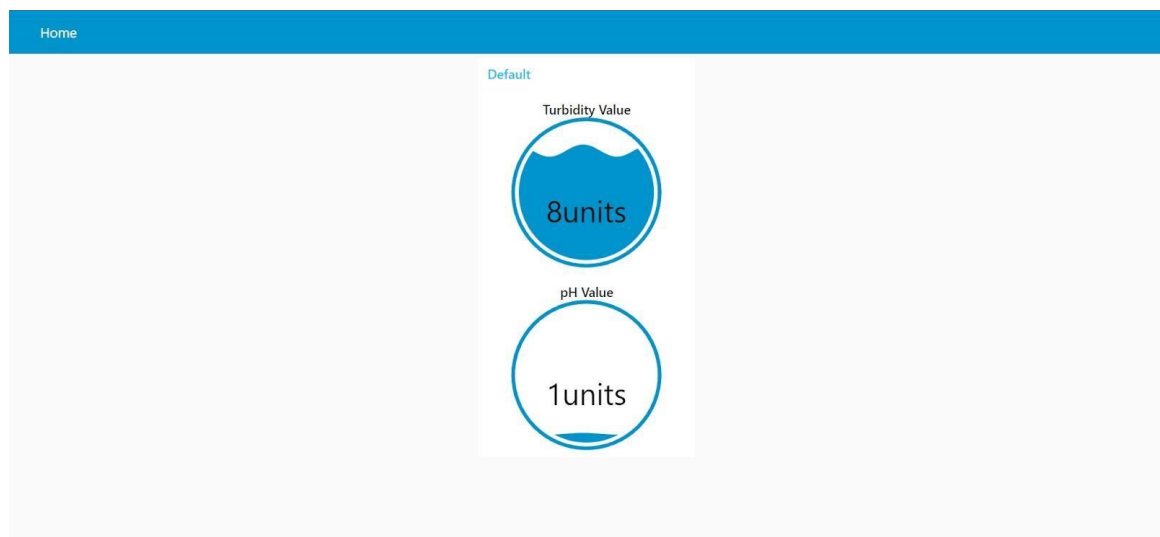 Home
Default
Turbidity Value
8units
pH Value
1units